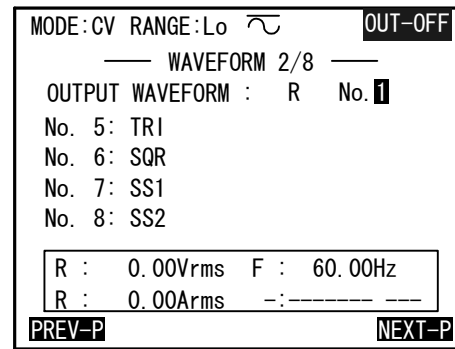 MODE:CV RANGE:Lo OUT-OFF
WAVEFORM 2/8
OUTPUT WAVEFORM : R No.1
No. 5: TRI
No. 6: SQR
No. 7: SS1
No. 8: SS2
R : 0.00Vrms F : 60.00Hz
R : 0.00Arms -:------- ---
PREV-P NEXT-P